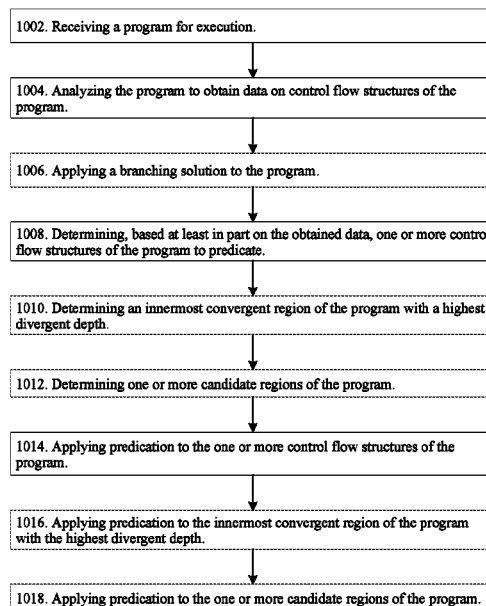 1002. Receiving a program for execution.
1004. Analyzing the program to obtain data on control flow structures of the
program.
1006. Applying a branching solution to the program.
1008. Determining, based at least in part on the obtained data, one or more contro
flow structures of the program to predicate.
1010. Determining an innermost convergent region of the program with a highest
divergent depth.
1012. Determining one or more candidate regions of the program.
1014. Applying predication to the one or more control flow structures of the
program.
1016. Applying predication to the innermost convergent region of the program
with the highest divergent depth.
1018. Applying predication to the one or more candidate regions of the program.